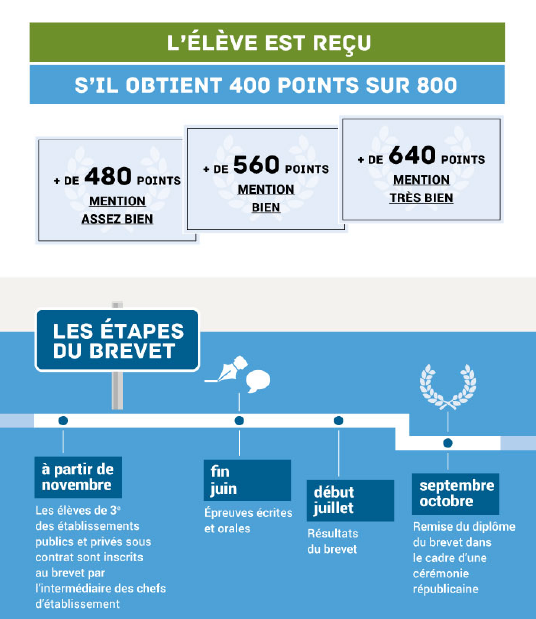 L'ÉLÈVE EST REÇU
S'IL OBTIENT 400 POINTS SUR 800
+ DE 480 POINTS
MENTION
ASSEZ BIEN
+ DE 560 POINTS
MENTION
BIEN
+ DE 640 POINTS
MENTION
TRÈS BIEN
LES ÉTAPES
DU BREVET
à partir de
novembre
Les élèves de 3e
des établissements
publics et privés sous
contrat sont inscrits
au brevet par
l'intermédiaire des chefs
d'établissement
fin
juin
Épreuves écrites
et orales
début
juillet
Résultats
du brevet
septembre
octobre
Remise du diplôme
du brevet dans
le cadre d'une
cérémonie
républicaine